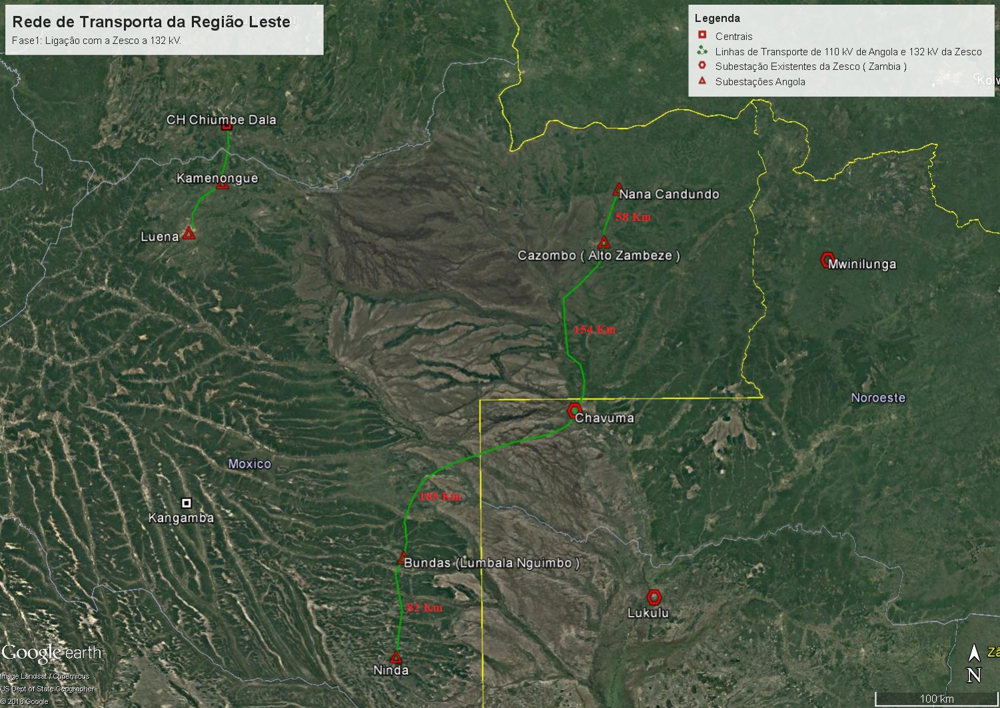 Rede de Transporta da Região Leste
Fase1: Ligação com a Zesco a 132 kV.
Legenda
Centrais
Linhas de Transporte de 110 kV de Angola e 132 kV da Zesco
Subestação Existentes da Zesco ( Zambia )
Subestações Angola
CH Chiumbe Dala
Kamenongue
Luena
Nana Candundo
58 Km
Cazombo ( Alto Zambeze )
Mwinilunga
154 Km
Noroeste
Chavuma
Moxico
185 Km
Kangamba
Bundas (Lumbala Nguimbo )
82 Km
Lukulu
Ninda
Google earth
Image Landsat / Copernicus
US Dept of State Geographer
© 2018 Google
N
100 km